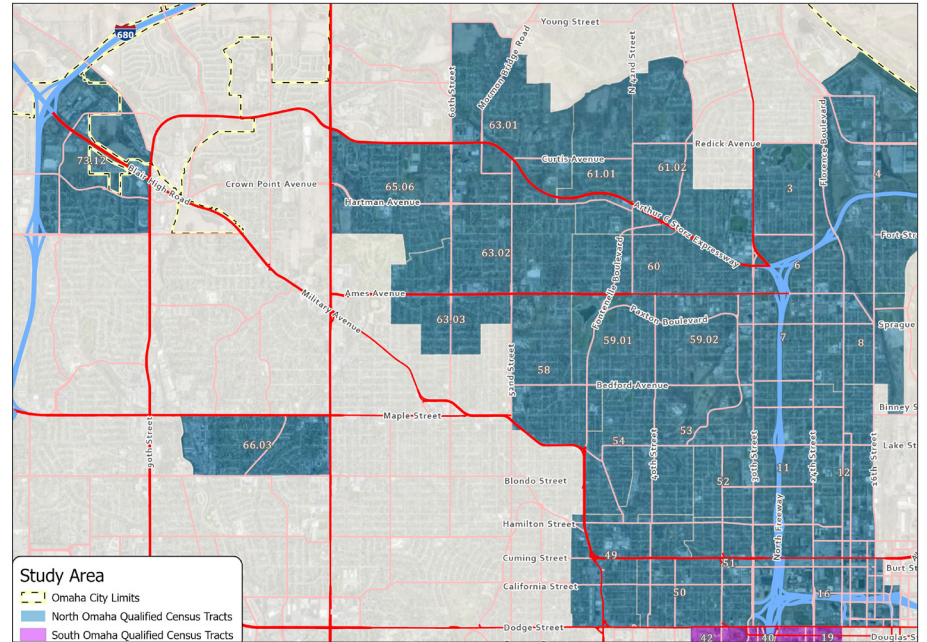 Young Street
680
60th Street
Mormon Bridge Road
N 42nd Street
63.01
Redick Avenue
Florence Boulevard
73.12
Blair High Road
Curtis Avenue
61.01
61.02
4
Crown Point Avenue
65.06
3
Hartman Avenue
Arthur C Storz Expressway
63.02
60
6
Fontenelle Boulevard
Ames Avenue
Military Avenue
63.03
Paxton Boulevard
59.01
59.02
7
8
Sprague
52nd Street
58
Bedford Avenue
Maple Street
Binney S
90th Street
66.03
54
53
40th Street
30th Street
11
24th Street
12
16th Street
Lake St
Blondo Street
52
Hamilton Street
North Freeway
49
Cuming Street
51
Burt St
California Street
50
16
Dodge Street
42
40
19
Douglas S
Study Area
Omaha City Limits
North Omaha Qualified Census Tracts
South Omaha Qualified Census Tracts